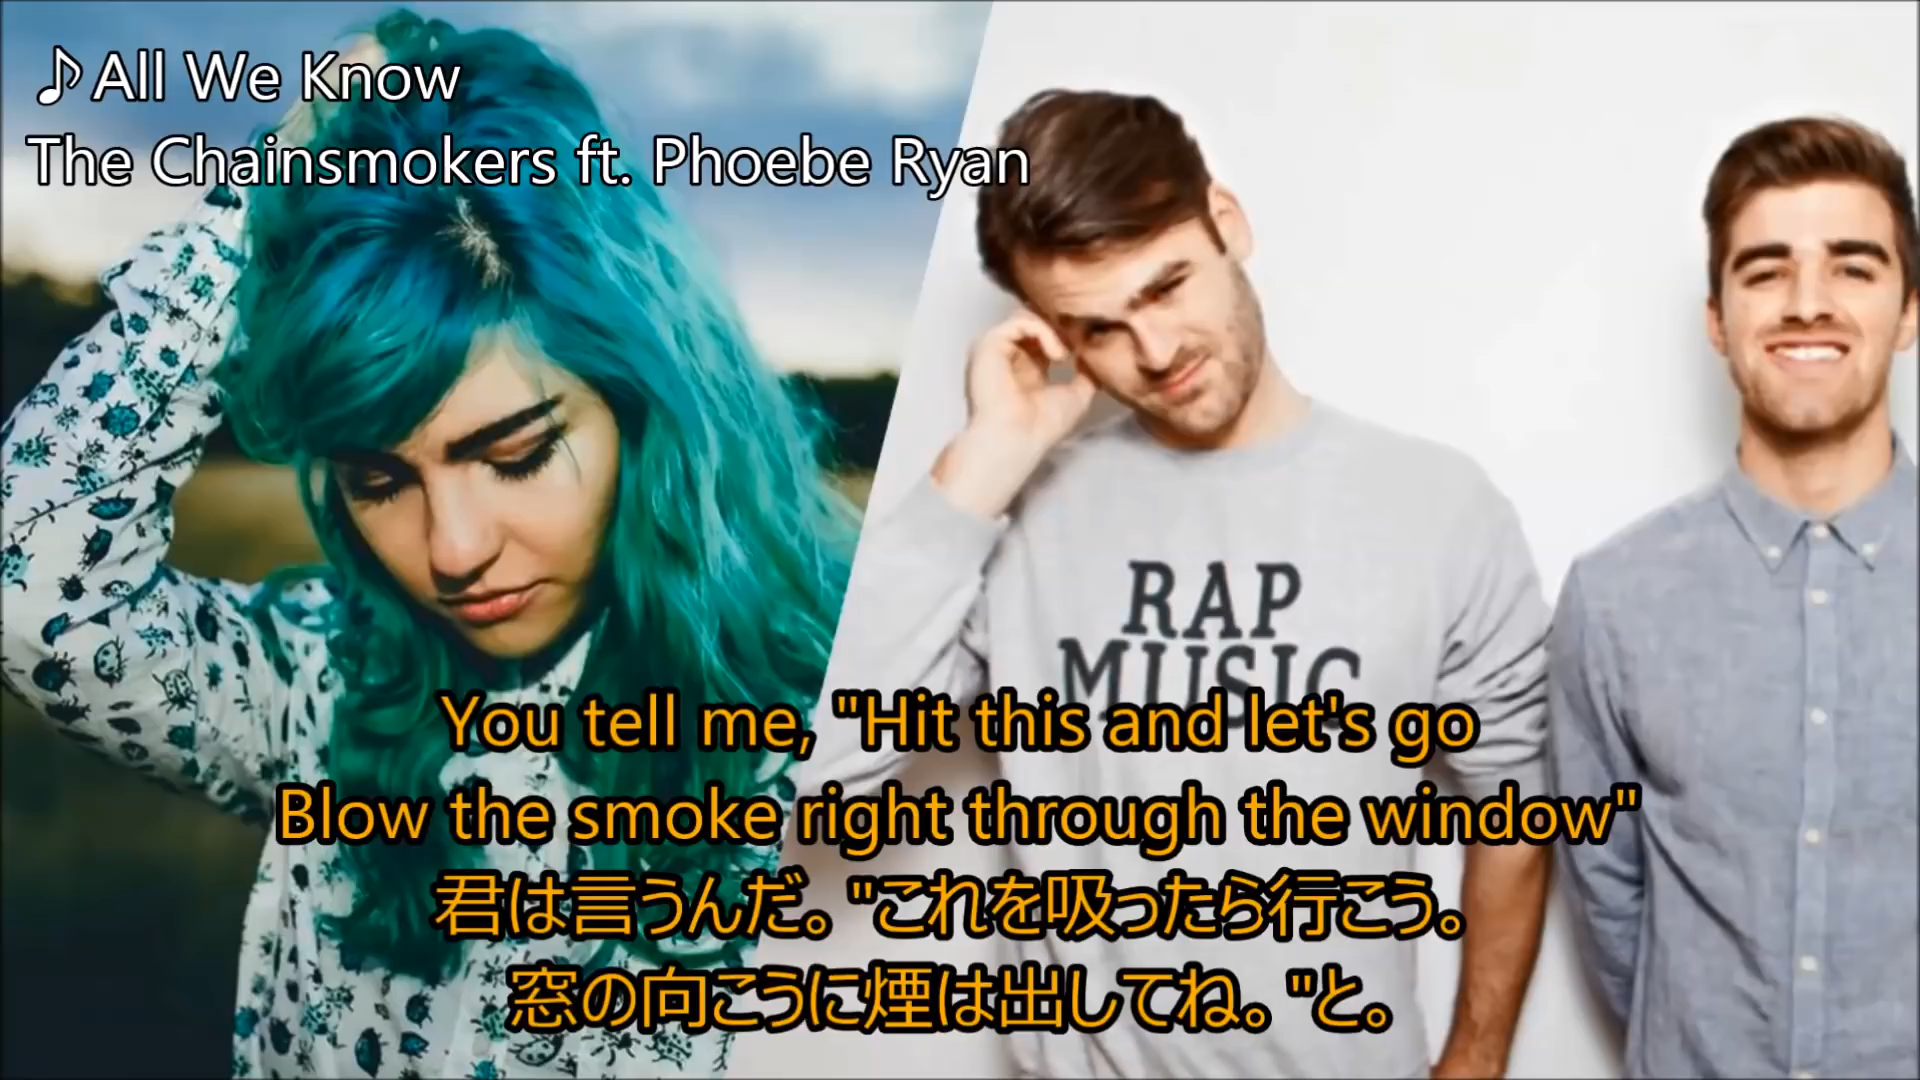 ♪All We Know
The Chainsmokers ft. Phoebe Ryan
RAP
MUSIC
You tell me, "Hit this and let's go
Blow the smoke right through the window"
君は言うんだ。"これを吸ったら行こう。
窓の向こうに煙は出してね。"と。